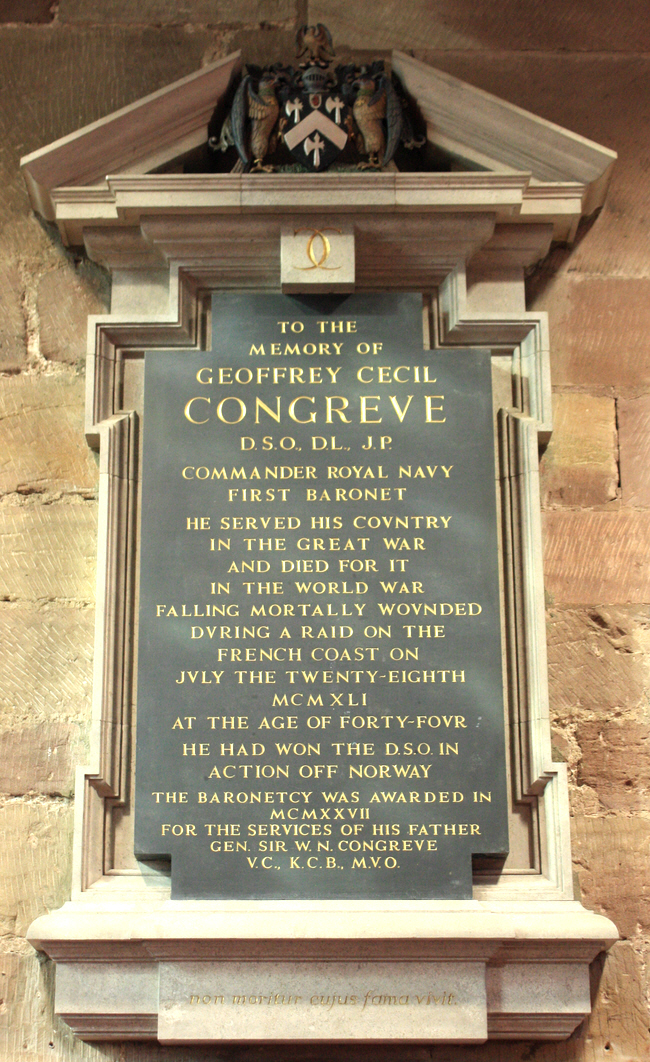 TO THE
MEMORY OF
GEOFFREY CECIL
CONGREVE
D.S.O., D.L., J.P.
COMMANDER ROYAL NAVY
FIRST BARONET
HE SERVED HIS COVNTRY
IN THE GREAT WAR
AND DIED FOR IT
IN THE WORLD WAR
FALLING MORTALLY WOVNDED
DVRING A RAID ON THE
FRENCH COAST ON
JVLY THE TWENTY-EIGHTH
MCMXLI
AT THE AGE OF FORTY-FOVR
HE HAD WON THE D.S.O. IN
ACTION OFF NORWAY
THE BARONETCY WAS AWARDED IN
MCMXXVII
FOR THE SERVICES OF HIS FATHER
GEN. SIR W. N. CONGREVE
V.C., K.C.B., M.V.O.
non moritur cujus fama vivit.